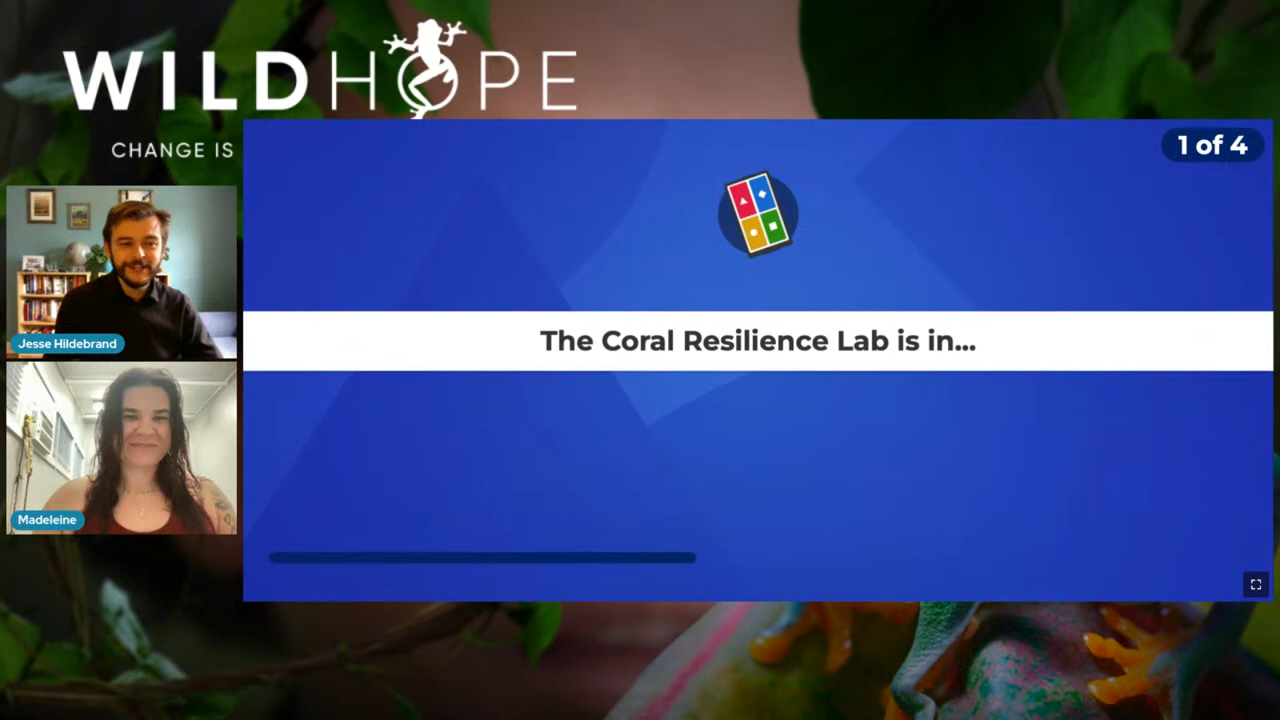 WILDHOPE
CHANGE IS
1 of 4
Jesse Hildebrand
The Coral Resilience Lab is in...
Madeleine